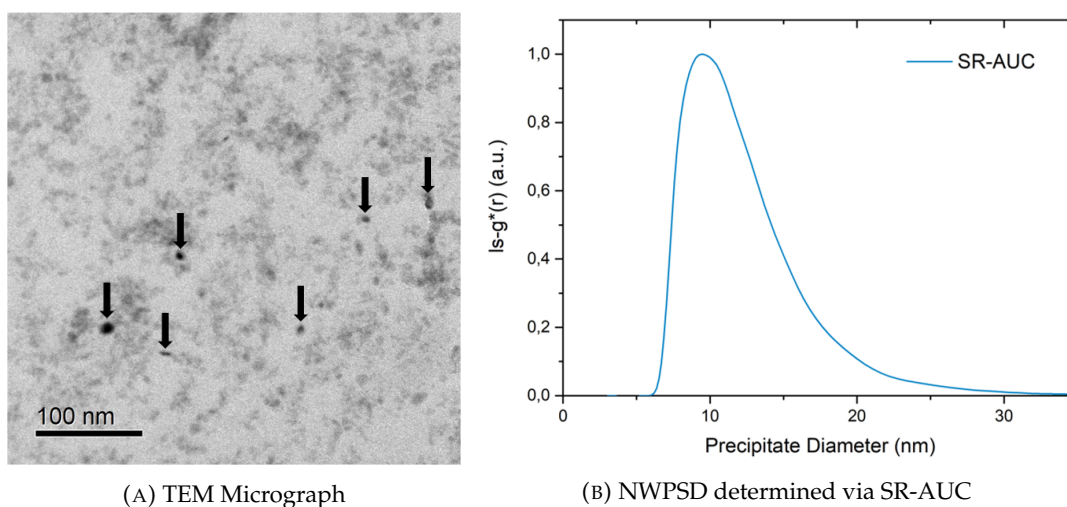 100 nm
(A) TEM Micrograph
ls-g*(r) (a.u.)
1,0
0,8
0,6
0,4
0,2
0,0
SR-AUC
0
10
20
30
Precipitate Diameter (nm)
(B) NWPSD determined via SR-AUC